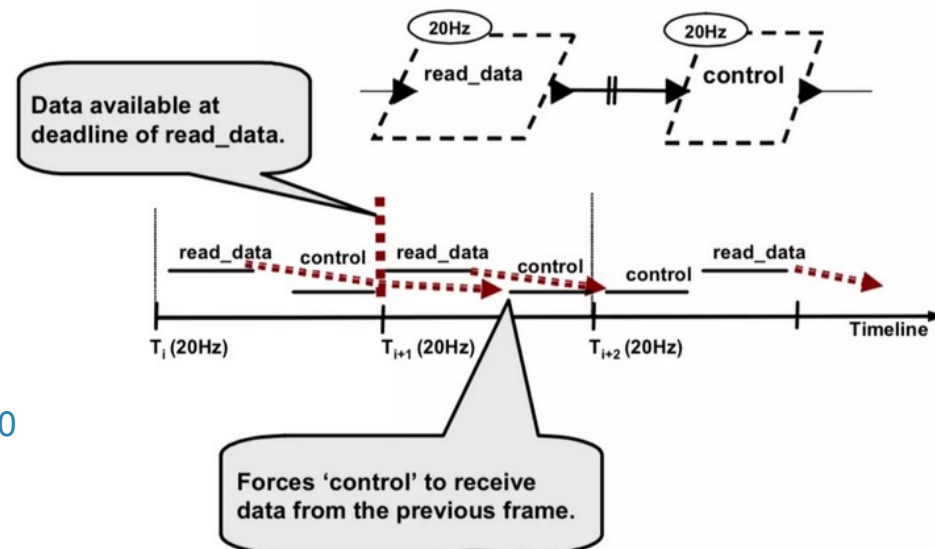 20Hz
20Hz
read_data
control
Data available at
deadline of read_data.
read_data
control
read_data
control
control
read_data
Timeline
Ti (20Hz)
Ti+1 (20Hz)
Ti+2 (20Hz)
0
Forces ‘control’ to receive
data from the previous frame.